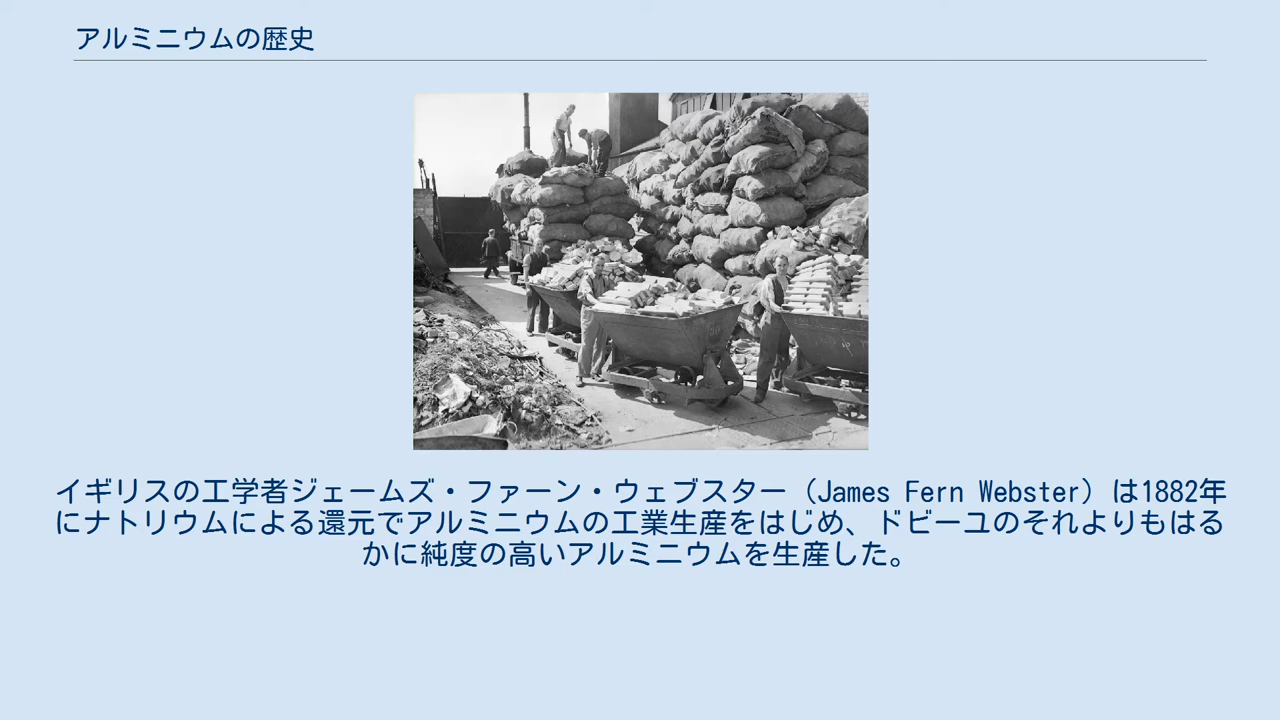 アルミニウムの歴史
イギリスの工学者ジェームズ・ファーン・ウェブスター（James Fern Webster）は1882年
にナトリウムによる還元でアルミニウムの工業生産をはじめ、ドビーユのそれよりもはる
かに純度の高いアルミニウムを生産した。